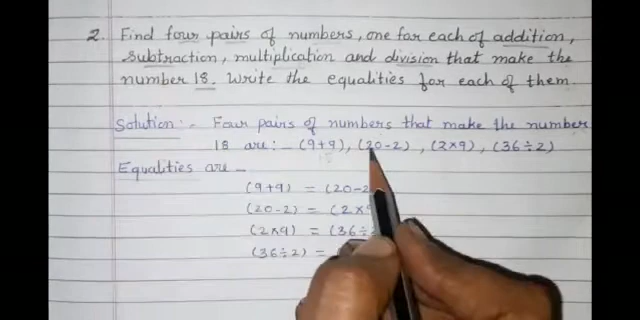 2. Find four pairs of numbers, one for each of addition,
subtraction, multiplication and division that make the
number 18. Write the equalities for each of them.
Solution:- Four pairs of numbers that make the number
18 are:- (9+9), (20-2), (2×9), (36÷2)
Equalities are -
(9+9) = (20-2
(20-2) = (2×9
(2×9) = (36÷2
(36÷2) = (